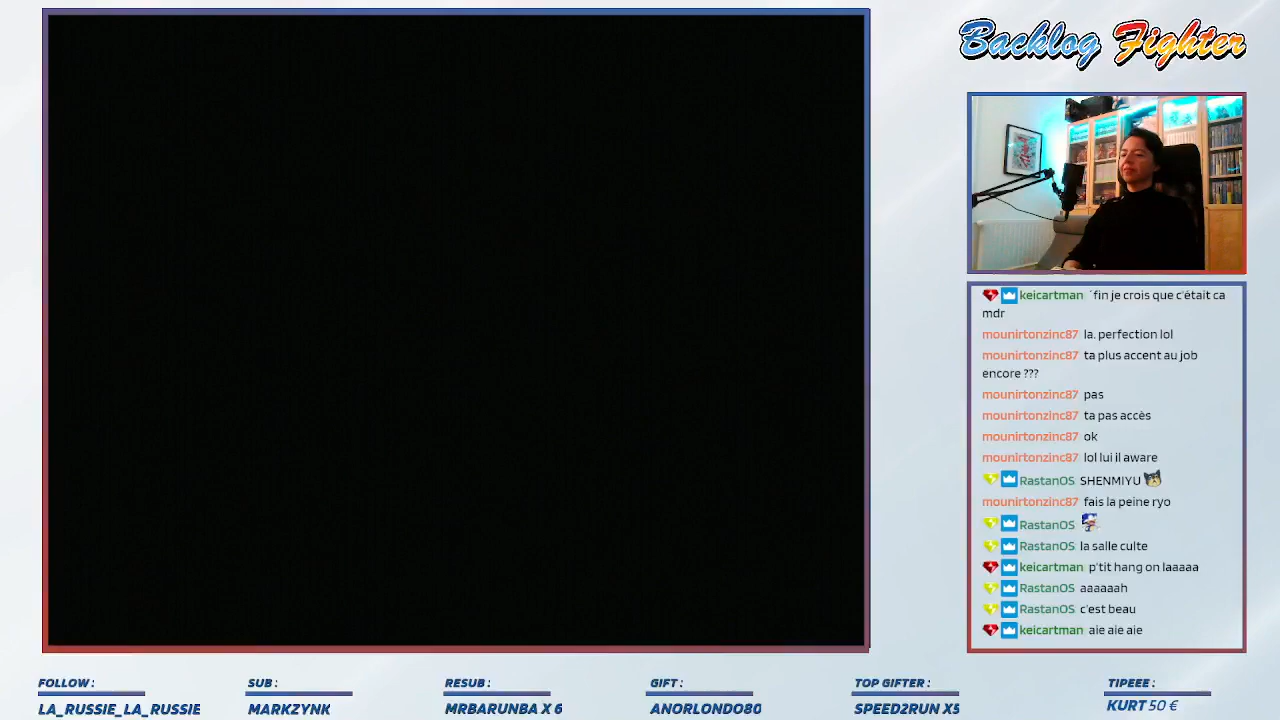 Backlog Fighter
keicartman `fin je crois que c'était ca
mdr
mounirtonzinc87 la. perfection lol
mounirtonzinc87 ta plus accent au job
encore ???
mounirtonzinc87 pas
mounirtonzinc87 ta pas accès
mounirtonzinc87 ok
mounirtonzinc87 lol lui il aware
RastanOS SHENMIYU
mounirtonzinc87 fais la peine ryo
RastanOS
RastanOS la salle culte
keicartman p'tit hang on laaaaa
RastanOS aaaaaah
RastanOS c'est beau
keicartman aie aie aie
FOLLOW : SUB : RESUB : GIFT : TOP GIFTER : TIPEEE :
LA_RUSSIE_LA_RUSSIE MARKZYNK MRBARUNBA X 6 ANORLONDO80 SPEED2RUN X5 KURT 50 €